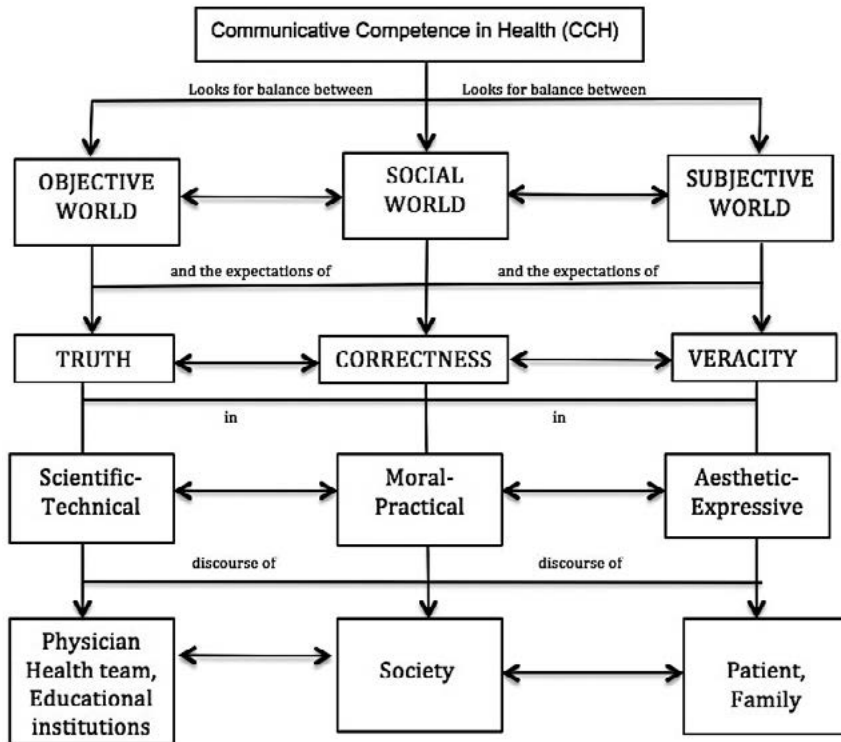 Communicative Competence in Health (CCH)
Looks for balance between
Looks for balance between
OBJECTIVE
WORLD
SOCIAL
WORLD
SUBJECTIVE
WORLD
and the expectations of
and the expectations of
TRUTH
CORRECTNESS
VERACITY
in
in
Scientific-
Technical
Moral-
Practical
Aesthetic-
Expressive
discourse of
discourse of
Physician
Health team,
Educational
institutions
Society
Patient,
Family